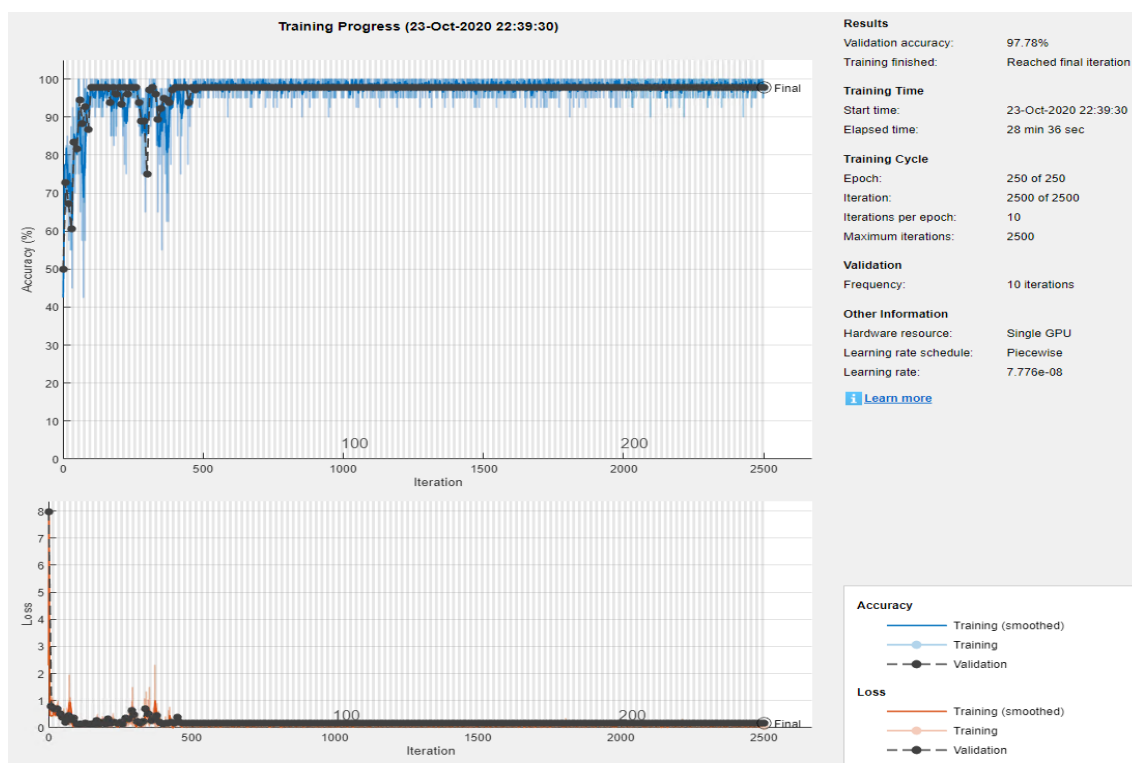 Training Progress (23-Oct-2020 22:39:30)
100
90
80
70
60
50
40
30
20
10
0
Accuracy (%)
Final
100
200
0
500
1000
1500
2000
2500
Iteration
8
7
6
5
4
3
2
1
0
Loss
100
200
Final
0
500
1000
1500
2000
2500
Iteration
Results
Validation accuracy: 97.78%
Training finished: Reached final iteration
Training Time
Start time: 23-Oct-2020 22:39:30
Elapsed time: 28 min 36 sec
Training Cycle
Epoch: 250 of 250
Iteration: 2500 of 2500
Iterations per epoch: 10
Maximum iterations: 2500
Validation
Frequency: 10 iterations
Other Information
Hardware resource: Single GPU
Learning rate schedule: Piecewise
Learning rate: 7.776e-08
i Learn more
Accuracy
Training (smoothed)
Training
Validation
Loss
Training (smoothed)
Training
Validation